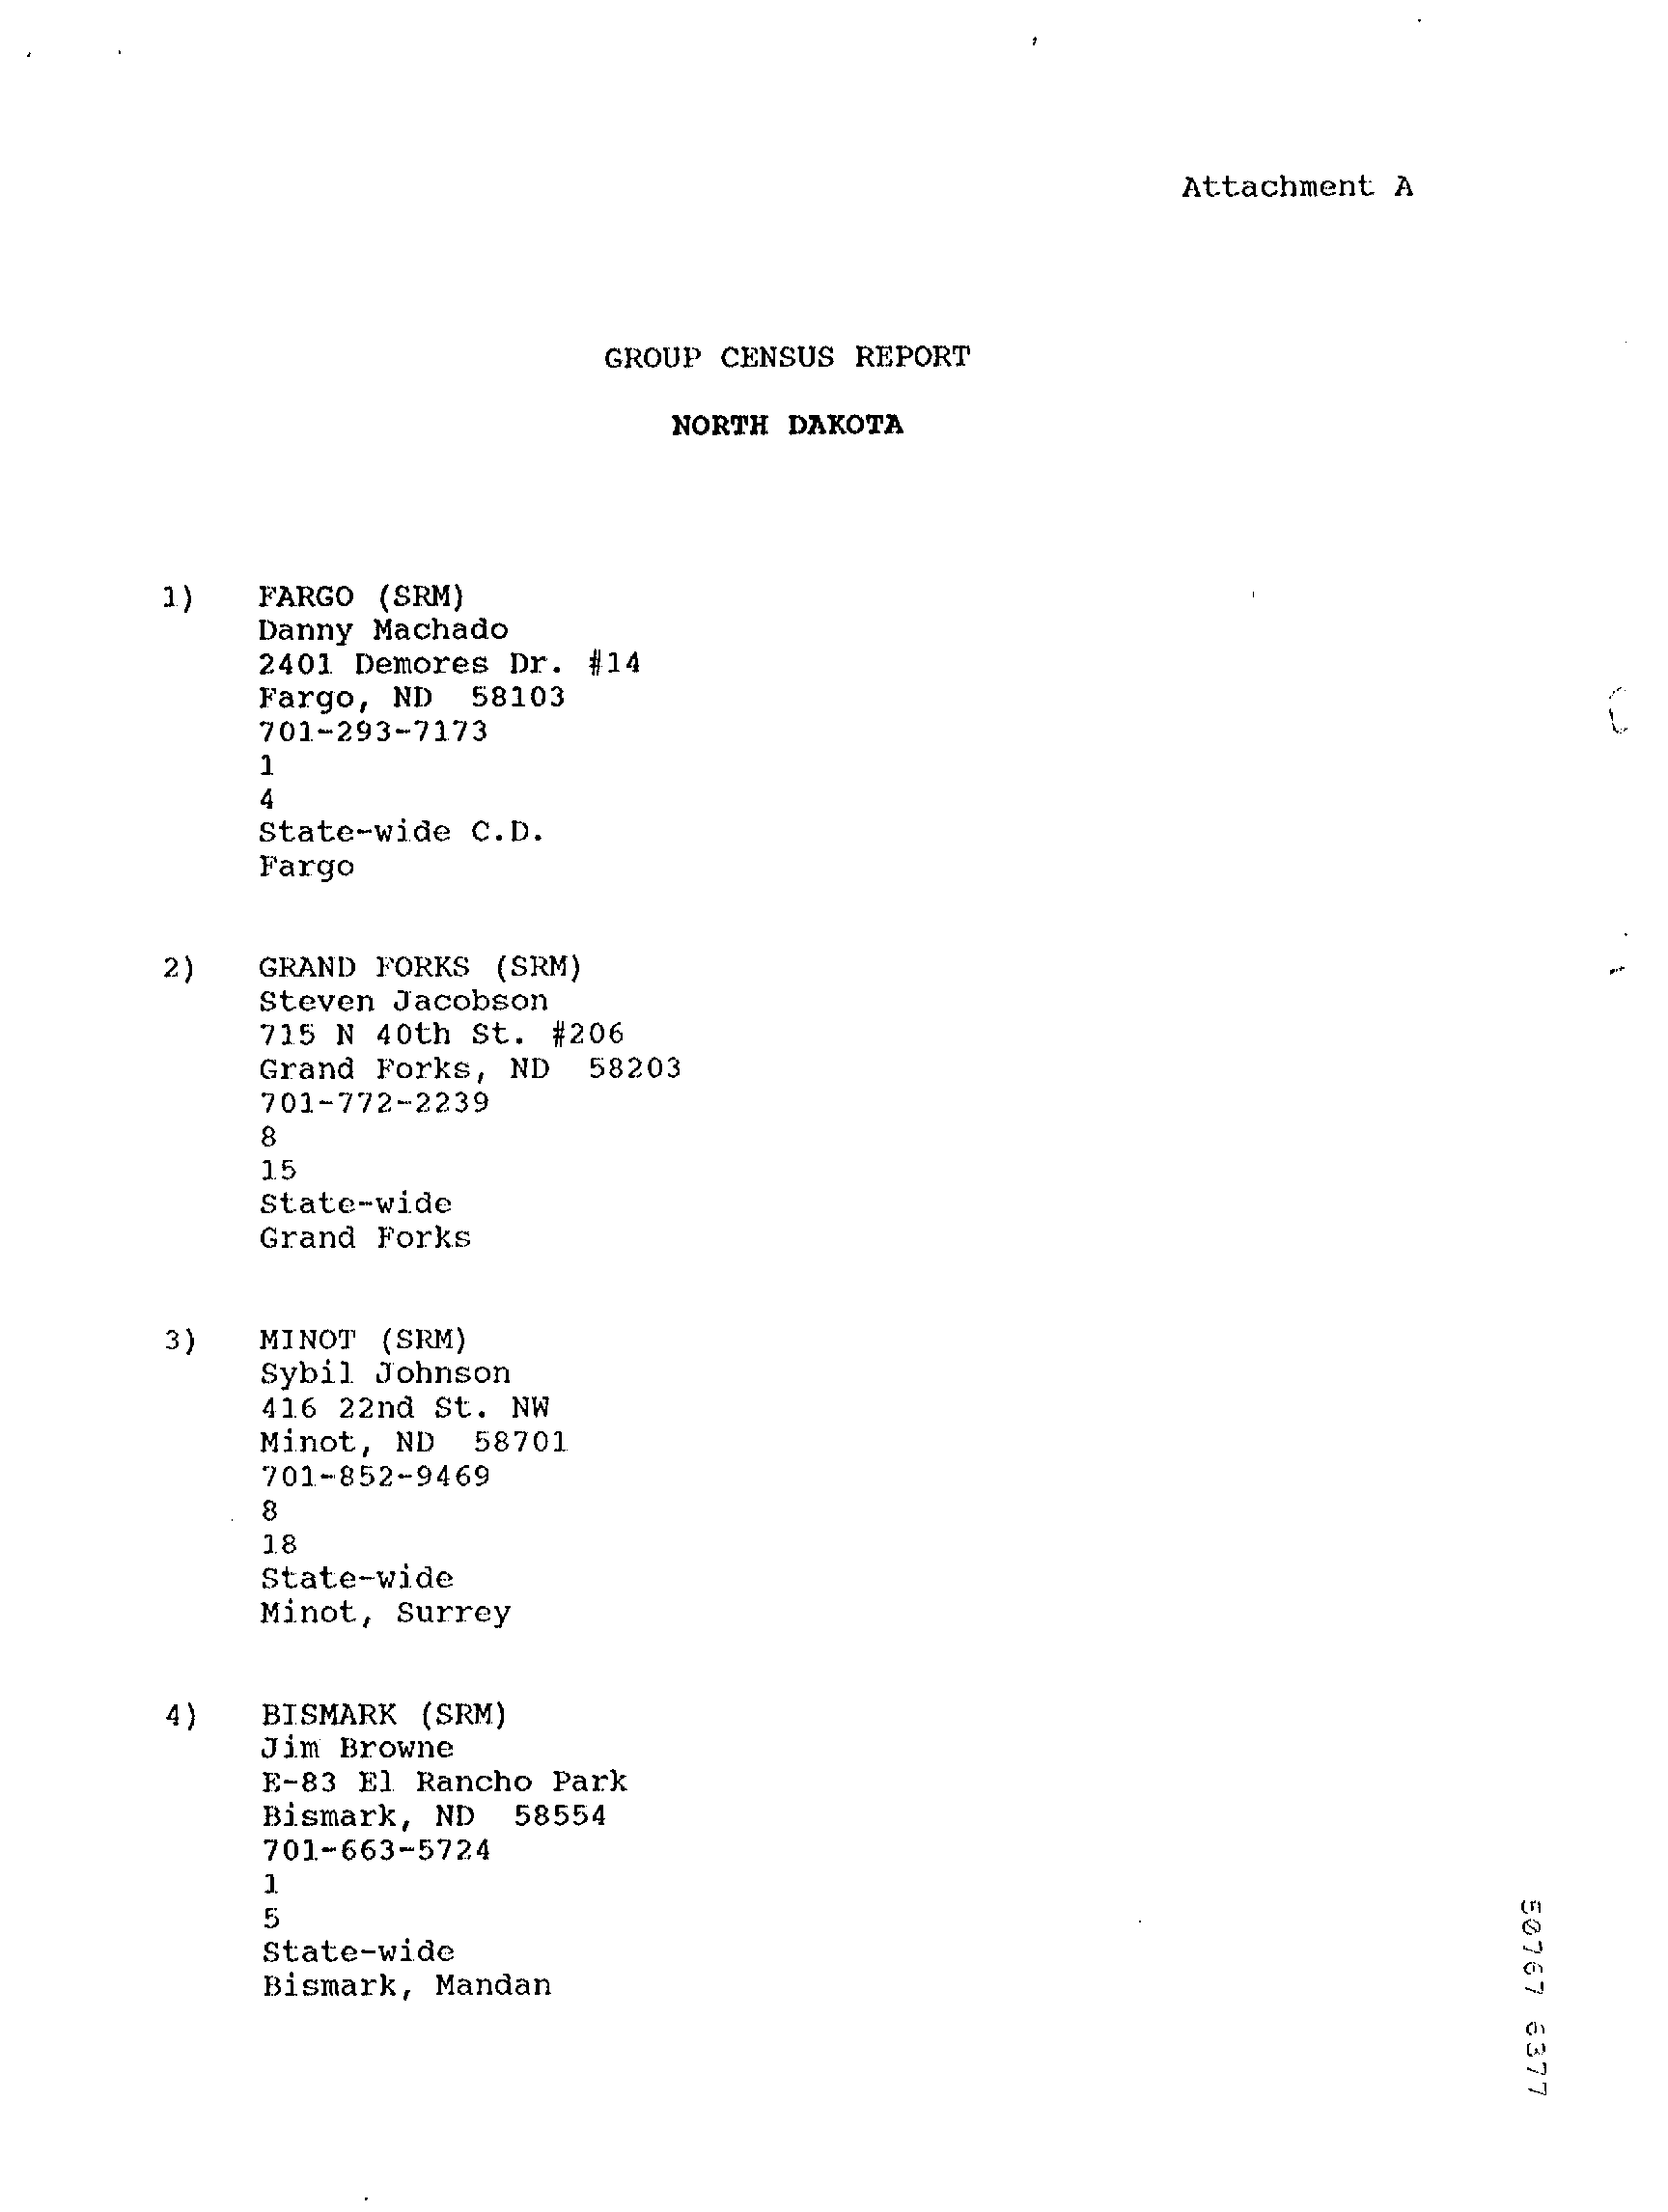 Attachment A
GROUP CENSUS REPORT
NORTH DAKOTA
1) FARGO (SRM)
Danny Machado
2401 Demores Dr. #14
Fargo, ND 58103
701-293-7173
1
4
State-wide C.D.
Fargo
2) GRAND FORKS (SRM)
Steven Jacobson
715 N 40th St. #206
Grand Forks, ND 58203
701-772-2239
8
15
State-wide
Grand Forks
3) MINOT (SRM)
Sybil Johnson
416 22nd St. NW
Minot, ND 58701
701-852-9469
8
18
State-wide
Minot, Surrey
4) BISMARK (SRM)
Jim Browne
E-83 El Rancho Park
Bismark, ND 58554
701-663-5724
1
5
State-wide
Bismark, Mandan
50767 6377